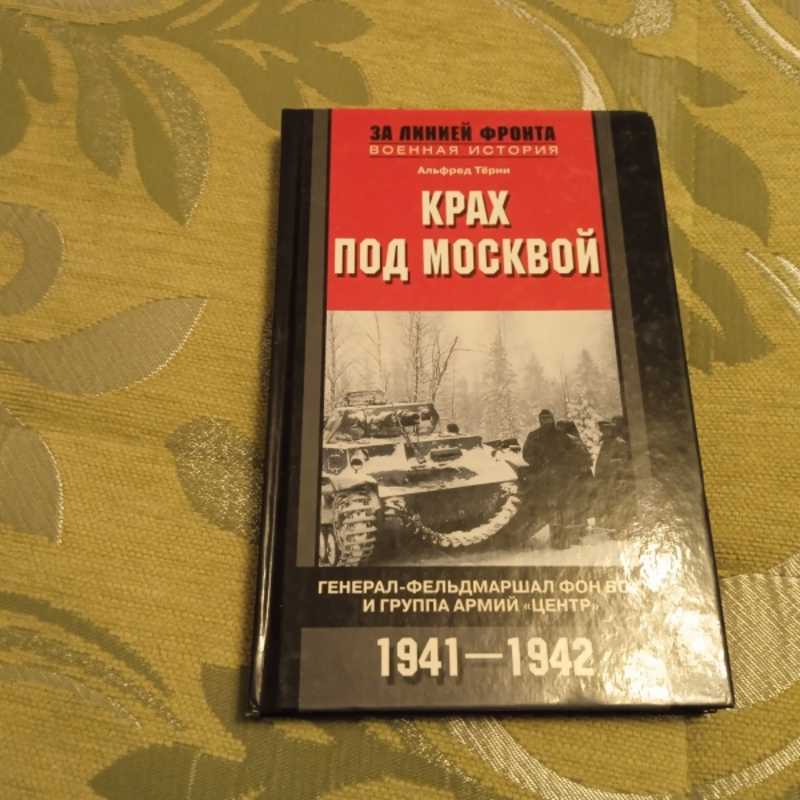 ЗА ЛИНИЕЙ ФРОНТА
ВОЕННАЯ ИСТОРИЯ
Альфред Тёрни
КРАХ
ПОД МОСКВОЙ
ГЕНЕРАЛ-ФЕЛЬДМАРШАЛ ФОН
И ГРУППА АРМИЙ «ЦЕНТР»
1941—1942